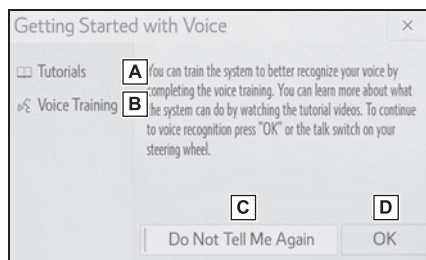 Getting Started with Voice
×
Tutorials
A
Voice Training
B
You can train the system to better recognize your voice by
completing the voice training. You can learn more about what
the system can do by watching the tutorial videos. To continue
to voice recognition press "OK" or the talk switch on your
steering wheel.
C
D
Do Not Tell Me Again
OK